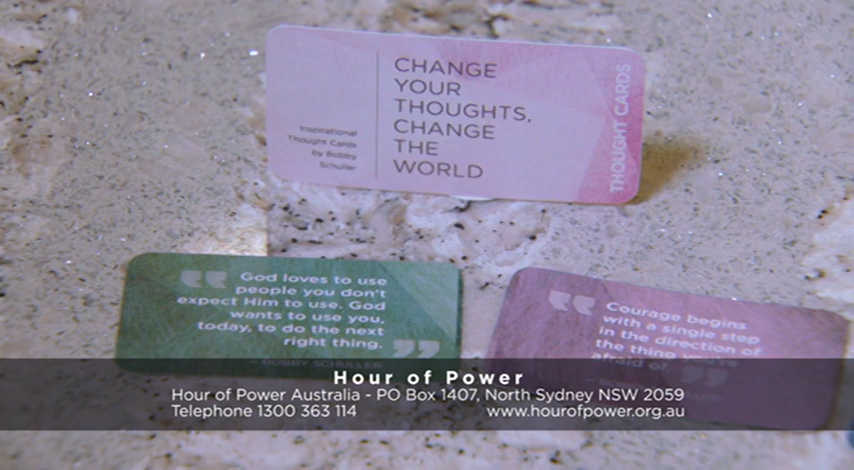 CHANGE
YOUR
THOUGHTS,
CHANGE
THE
WORLD
Inspirational
Thought Cards
by Bobby
Schuller
THOUGHT CARDS
“ God loves to use
people you don't
expect Him to use. God
wants to use you,
today, to do the next
right thing. ”
– BOBBY SCHULLER
“ Courage begins
with a single step
in the direction of
the thing you're
afraid of. ”
Hour of Power
Hour of Power Australia - PO Box 1407, North Sydney NSW 2059
Telephone 1300 363 114
www.hourofpower.org.au